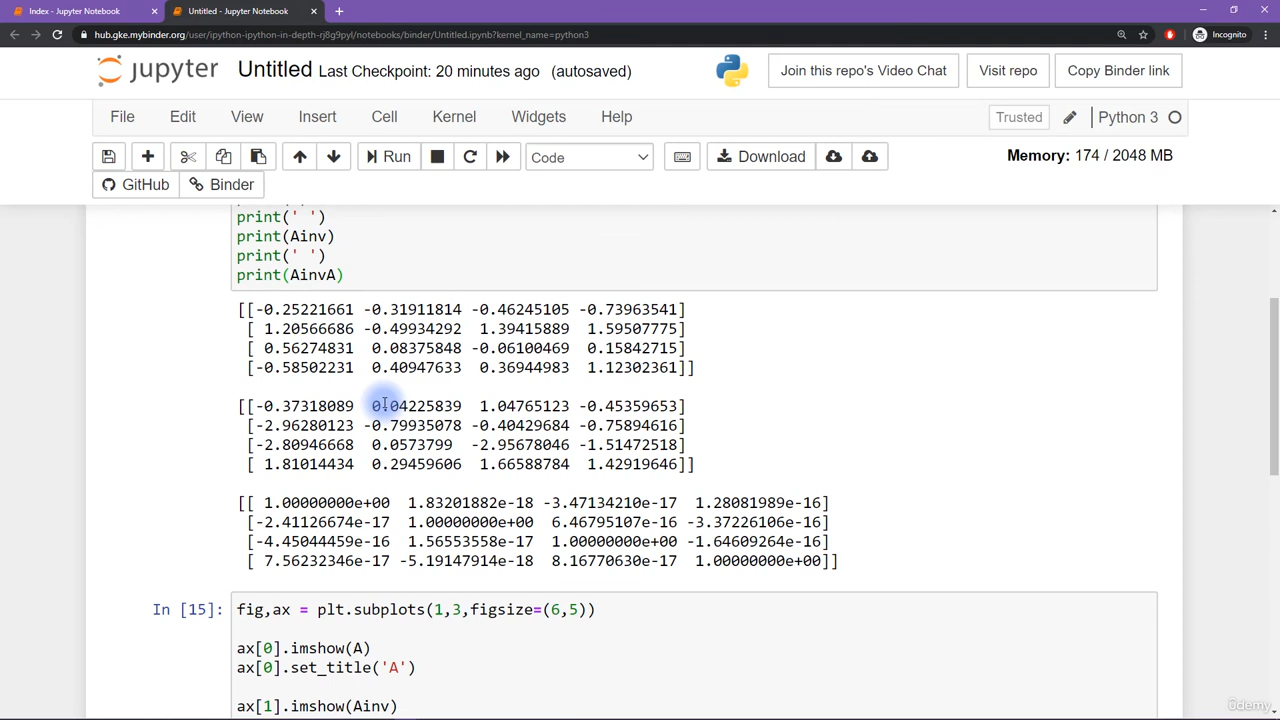 Index - Jupyter Notebook
Untitled - Jupyter Notebook
hub.gke.mybinder.org/user/ipython-ipython-in-depth-rj8g9pyl/notebooks/binder/Untitled.ipynb?kernel_name=python3
Incognito
jupyter
Untitled Last Checkpoint: 20 minutes ago (autosaved)
Join this repo's Video Chat
Visit repo
Copy Binder link
File Edit View Insert Cell Kernel Widgets Help
Trusted
Python 3
Run
Code
Download
Memory: 174 / 2048 MB
GitHub
Binder
print(' ')
print(Ainv)
print(' ')
print(AinvA)
[[-0.25221661 -0.31911814 -0.46245105 -0.73963541]
[ 1.20566686 -0.49934292 1.39415889 1.59507775]
[ 0.56274831 0.08375848 -0.06100469 0.15842715]
[-0.58502231 0.40947633 0.36944983 1.12302361]]
[[-0.37318089 0.04225839 1.04765123 -0.45359653]
[-2.96280123 -0.79935078 -0.40429684 -0.75894616]
[-2.80946668 0.0573799 -2.95678046 -1.51472518]
[ 1.81014434 0.29459606 1.66588784 1.42919646]]
[[ 1.00000000e+00 1.83201882e-18 -3.47134210e-17 1.28081989e-16]
[-2.41126674e-17 1.00000000e+00 6.46795107e-16 -3.37226106e-16]
[-4.45044459e-16 1.56553558e-17 1.00000000e+00 -1.64609264e-16]
[ 7.56232346e-17 -5.19147914e-18 8.16770630e-17 1.00000000e+00]]
In [15]:
fig,ax = plt.subplots(1,3,figsize=(6,5))
ax[0].imshow(A)
ax[0].set_title('A')
ax[1].imshow(Ainv)
Udemy